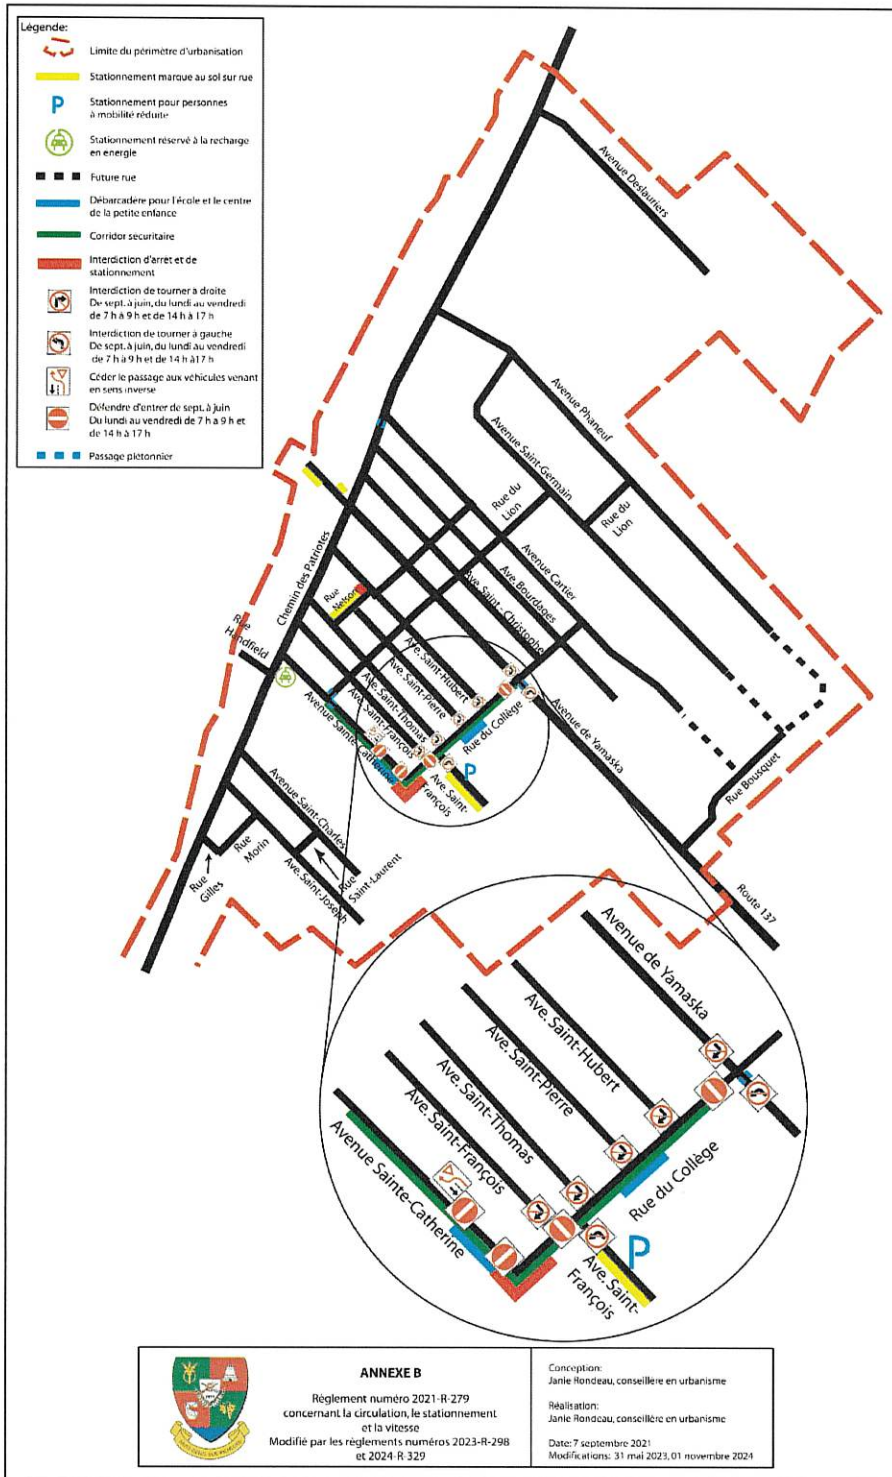 Légende:
Limite du périmètre d'urbanisation
Stationnement marque au sol sur rue
P
Stationnement pour personnes
à mobilité réduite
Stationnement réservé à la recharge
en energie
Future rue
Débarcadère pour l'école et le centre
de la petite enfance
Corridor securitaire
Interdiction d'arrêt et de
stationnement
Interdiction de tourner à droite
De sept. à juin, du lundi au vendredi
de 7 h à 9 h et de 14 h à 17 h
Interdiction de tourner à gauche
De sept. à juin, du lundi au vendredi
de 7 h à 9 h et de 14 h à17 h
Céder le passage aux véhicules venant
en sens inverse
Défendre d'entrer de sept. à juin
Du lundi au vendredi de 7 h a 9 h et
de 14 h à 17 h
Passage pietonnier
Avenue Deslauriers
Avenue Phaneuf
Avenue Saint-Germain
Rue du
Lion
Rue du
Lion
Avenue Cartier
Ave. Bourdages
Ave. Saint-Christophe
Chemin des Patriotes
Rue
Nelson
Rue
Handfield
Ave. Saint-Hubert
Ave. Saint-Pierre
Ave. Saint-Thomas
Ave. Saint-François
Avenue Sainte-Catherine
Rue du Collège
Avenue de Yamaska
P
Ave. Saint-
François
Rue Bousquet
Route 137
Avenue Saint-Charles
Rue
Morin
Rue
Gilles
Ave. Saint-Joseph
Rue
Saint-Laurent
Avenue de Yamaska
Ave. Saint-Hubert
Ave. Saint-Pierre
Ave. Saint-Thomas
Ave. Saint-François
Avenue Sainte-Catherine
Rue du Collège
P
Ave. Saint-
François
ANNEXE B
Règlement numéro 2021-R-279
concernant la circulation, le stationnement
et la vitesse
Modifié par les règlements numéros 2023-R-298
et 2024-R-329
Conception:
Janie Rondeau, conseillère en urbanisme
Réalisation:
Janie Rondeau, conseillère en urbanisme
Date: 7 septembre 2021
Modifications: 31 mai 2023, 01 novembre 2024